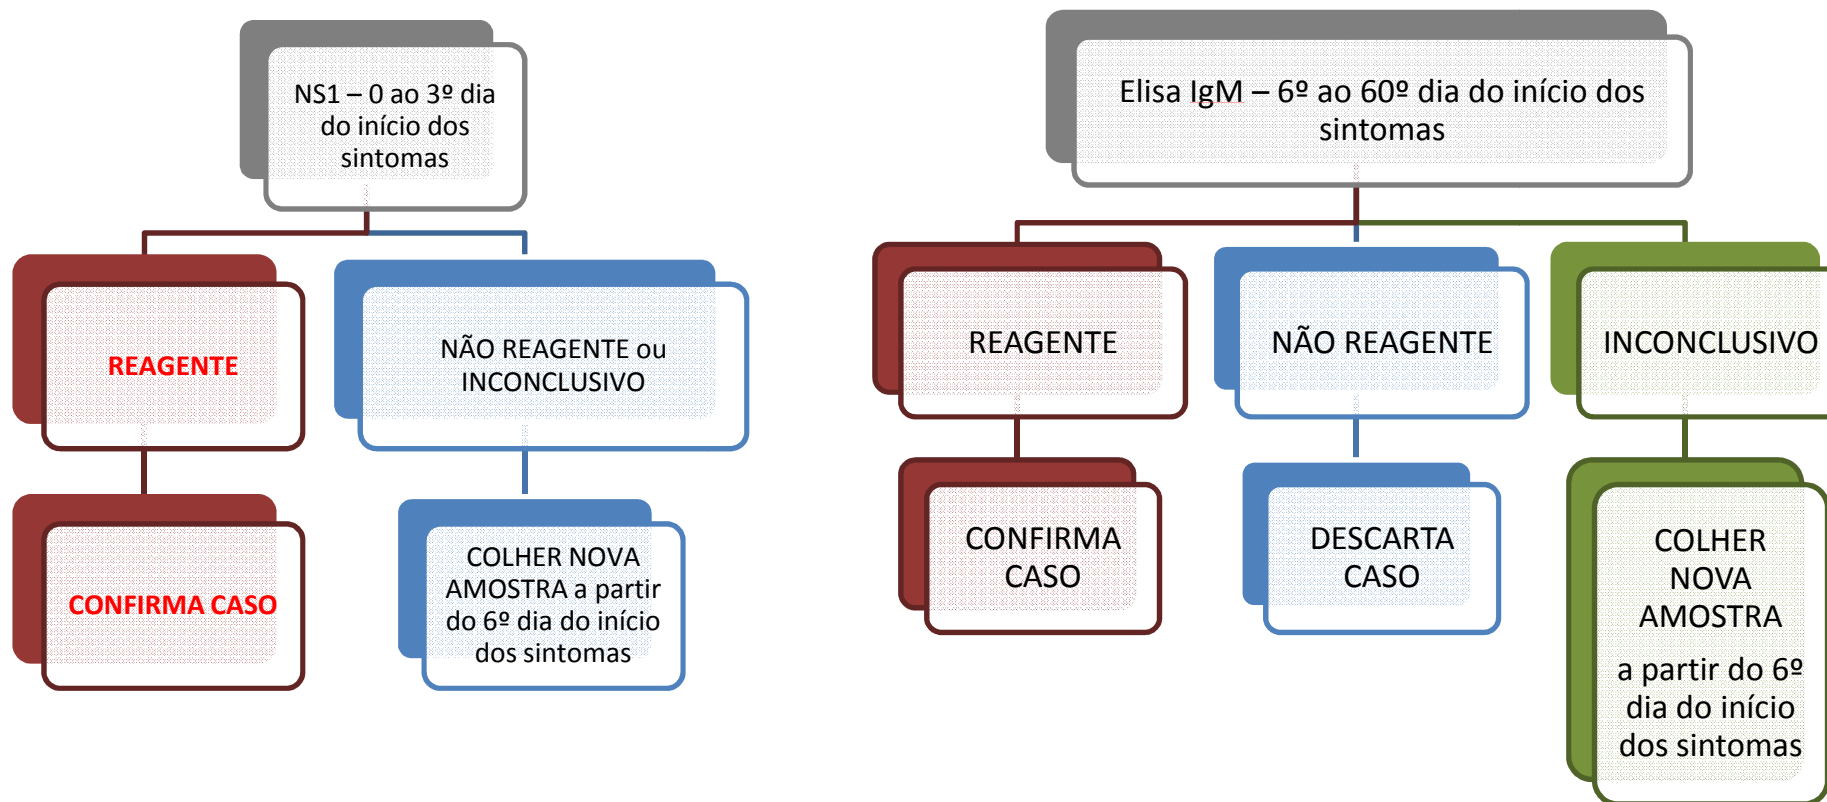 NS1 – 0 ao 3º dia
do início dos
sintomas
REAGENTE
NÃO REAGENTE ou
INCONCLUSIVO
CONFIRMA CASO
COLHER NOVA
AMOSTRA a partir
do 6º dia do início
dos sintomas
Elisa IgM – 6º ao 60º dia do início dos
sintomas
REAGENTE
NÃO REAGENTE
INCONCLUSIVO
CONFIRMA
CASO
DESCARTA
CASO
COLHER
NOVA
AMOSTRA
a partir do 6º
dia do início
dos sintomas